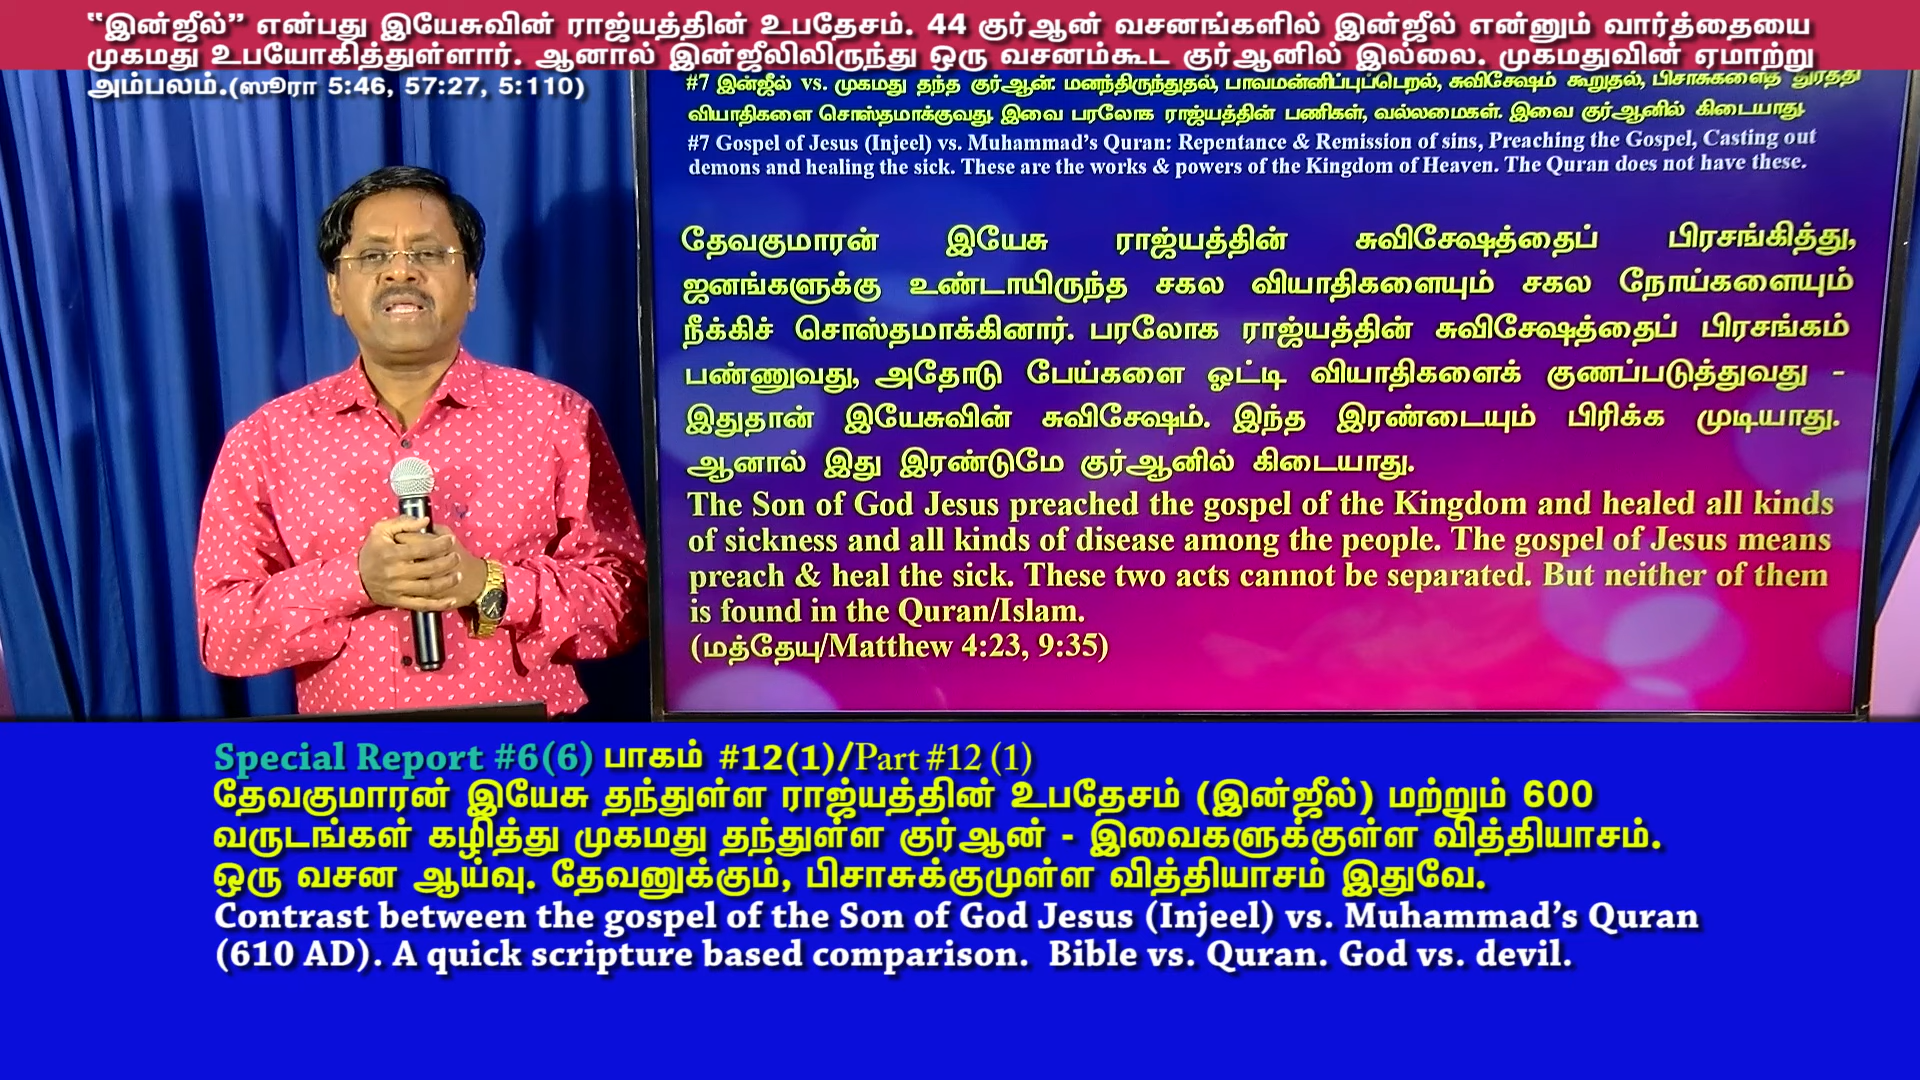 “இன்ஜீல்” என்பது இயேசுவின் ராஜ்யத்தின் உபதேசம். 44 குர்ஆன் வசனங்களில் இன்ஜீல் என்னும் வார்த்தையை
முகமது உபயோகித்துள்ளார். ஆனால் இன்ஜீலிலிருந்து ஒரு வசனம்கூட குர்ஆனில் இல்லை. முகமதுவின் ஏமாற்று
அம்பலம்.(ஸூரா 5:46, 57:27, 5:110)
#7 இன்ஜீல் vs. முகமது தந்த குர்ஆன்: மனந்திருந்துதல், பாவமன்னிப்புப்பெறல், சுவிசேஷம் கூறுதல், பிசாசுகளைத் துரத்தி
வியாதிகளை சொஸ்தமாக்குவது. இவை பரலோக ராஜ்யத்தின் பணிகள், வல்லமைகள். இவை குர்ஆனில் கிடையாது.
#7 Gospel of Jesus (Injeel) vs. Muhammad’s Quran: Repentance & Remission of sins, Preaching the Gospel, Casting out
demons and healing the sick. These are the works & powers of the Kingdom of Heaven. The Quran does not have these.
தேவகுமாரன் இயேசு ராஜ்யத்தின் சுவிசேஷத்தைப் பிரசங்கித்து,
ஜனங்களுக்கு உண்டாயிருந்த சகல வியாதிகளையும் சகல நோய்களையும்
நீக்கிச் சொஸ்தமாக்கினார். பரலோக ராஜ்யத்தின் சுவிசேஷத்தைப் பிரசங்கம்
பண்ணுவது, அதோடு பேய்களை ஓட்டி வியாதிகளைக் குணப்படுத்துவது -
இதுதான் இயேசுவின் சுவிசேஷம். இந்த இரண்டையும் பிரிக்க முடியாது.
ஆனால் இது இரண்டுமே குர்ஆனில் கிடையாது.
The Son of God Jesus preached the gospel of the Kingdom and healed all kinds
of sickness and all kinds of disease among the people. The gospel of Jesus means
preach & heal the sick. These two acts cannot be separated. But neither of them
is found in the Quran/Islam.
(மத்தேயு/Matthew 4:23, 9:35)
Special Report #6(6) பாகம் #12(1)/Part #12 (1)
தேவகுமாரன் இயேசு தந்துள்ள ராஜ்யத்தின் உபதேசம் (இன்ஜீல்) மற்றும் 600
வருடங்கள் கழித்து முகமது தந்துள்ள குர்ஆன் - இவைகளுக்குள்ள வித்தியாசம்.
ஒரு வசன ஆய்வு. தேவனுக்கும், பிசாசுக்குமுள்ள வித்தியாசம் இதுவே.
Contrast between the gospel of the Son of God Jesus (Injeel) vs. Muhammad’s Quran
(610 AD). A quick scripture based comparison. Bible vs. Quran. God vs. devil.